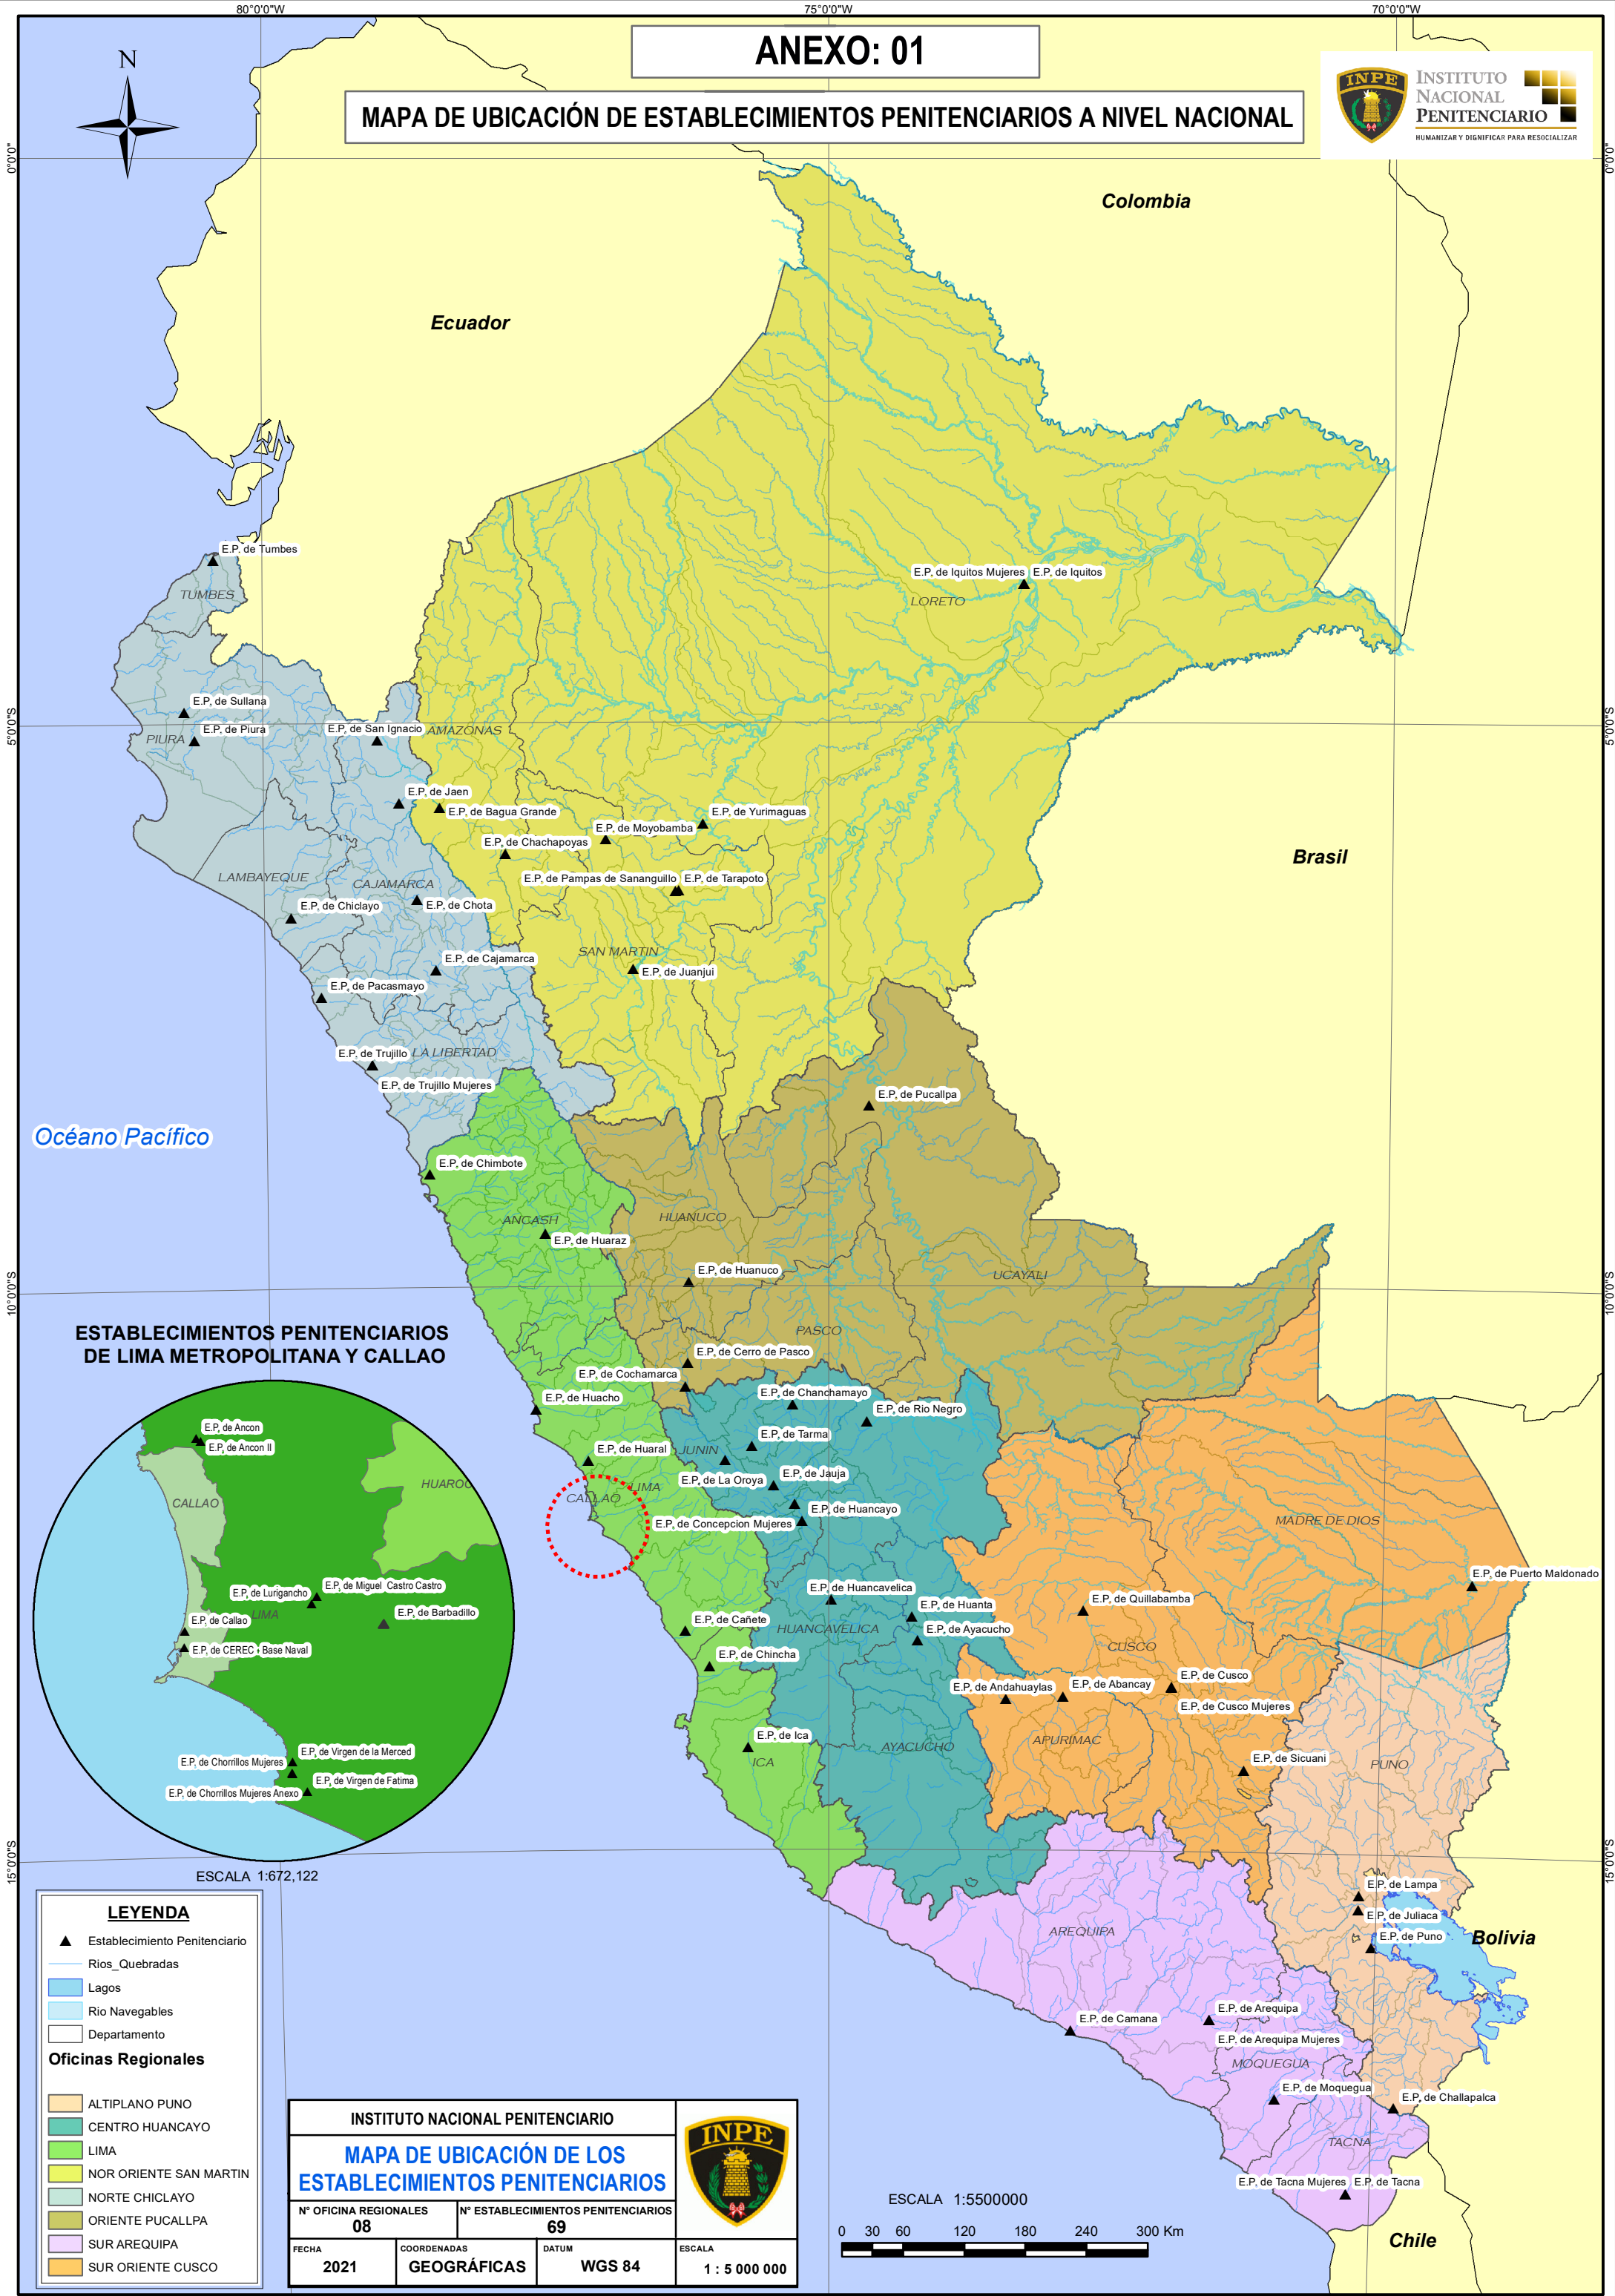 80°0'0"W
75°0'0"W
70°0'0"W
ANEXO: 01
MAPA DE UBICACIÓN DE ESTABLECIMIENTOS PENITENCIARIOS A NIVEL NACIONAL
INPE
INSTITUTO
NACIONAL
PENITENCIARIO
HUMANIZAR Y DIGNIFICAR PARA RESOCIALIZAR
N
0°0'0"
0°0'0"
Colombia
Ecuador
E.P. de Tumbes
TUMBES
E.P. de Iquitos Mujeres
E.P. de Iquitos
LORETO
E.P. de Sullana
E.P. de Piura
PIURA
E.P. de San Ignacio
AMAZONAS
5°0'0"S
5°0'0"S
E.P. de Jaen
E.P. de Bagua Grande
E.P. de Yurimaguas
E.P. de Moyobamba
E.P. de Chachapoyas
Brasil
LAMBAYEQUE
CAJAMARCA
E.P. de Pampas de Sananguillo
E.P. de Tarapoto
E.P. de Chiclayo
E.P. de Chota
SAN MARTIN
E.P. de Cajamarca
E.P. de Juanjui
E.P. de Pacasmayo
E.P. de Trujillo
LA LIBERTAD
E.P. de Trujillo Mujeres
E.P. de Pucallpa
Océano Pacífico
E.P. de Chimbote
ANCASH
HUANUCO
E.P. de Huaraz
E.P. de Huanuco
UCAYALI
10°0'0"S
10°0'0"S
PASCO
E.P. de Cerro de Pasco
E.P. de Cochamarca
E.P. de Huacho
E.P. de Chanchamayo
E.P. de Rio Negro
E.P. de Tarma
E.P. de Huaral
JUNIN
E.P. de La Oroya
E.P. de Jauja
LIMA
CALLAO
E.P. de Huancayo
E.P. de Concepcion Mujeres
MADRE DE DIOS
E.P. de Puerto Maldonado
E.P. de Huancavelica
E.P. de Huanta
E.P. de Quillabamba
E.P. de Cañete
HUANCAVELICA
E.P. de Ayacucho
CUSCO
E.P. de Chincha
E.P. de Cusco
E.P. de Andahuaylas
E.P. de Abancay
E.P. de Cusco Mujeres
E.P. de Ica
ICA
AYACUCHO
APURIMAC
E.P. de Sicuani
PUNO
15°0'0"S
15°0'0"S
E.P. de Lampa
E.P. de Juliaca
AREQUIPA
E.P. de Puno
Bolivia
E.P. de Camana
E.P. de Arequipa
E.P. de Arequipa Mujeres
MOQUEGUA
E.P. de Moquegua
E.P. de Challapalca
TACNA
E.P. de Tacna Mujeres
E.P. de Tacna
Chile
ESTABLECIMIENTOS PENITENCIARIOS
DE LIMA METROPOLITANA Y CALLAO
E.P. de Ancon
E.P. de Ancon II
CALLAO
E.P. de Miguel Castro Castro
E.P. de Lurigancho
LIMA
E.P. de Barbadillo
E.P. de Callao
E.P. de CEREC - Base Naval
E.P. de Virgen de la Merced
E.P. de Chorrillos Mujeres
E.P. de Virgen de Fatima
E.P. de Chorrillos Mujeres Anexo
ESCALA 1:672,122
LEYENDA
Establecimiento Penitenciario
Rios_Quebradas
Lagos
Rio Navegables
Departamento
Oficinas Regionales
ALTIPLANO PUNO
CENTRO HUANCAYO
LIMA
NOR ORIENTE SAN MARTIN
NORTE CHICLAYO
ORIENTE PUCALLPA
SUR AREQUIPA
SUR ORIENTE CUSCO
INSTITUTO NACIONAL PENITENCIARIO
MAPA DE UBICACIÓN DE LOS
ESTABLECIMIENTOS PENITENCIARIOS
N° OFICINA REGIONALES
08
N° ESTABLECIMIENTOS PENITENCIARIOS
69
INPE
FECHA
2021
COORDENADAS
GEOGRÁFICAS
DATUM
WGS 84
ESCALA
1 : 5 000 000
ESCALA 1:5500000
0 30 60 120 180 240 300 Km